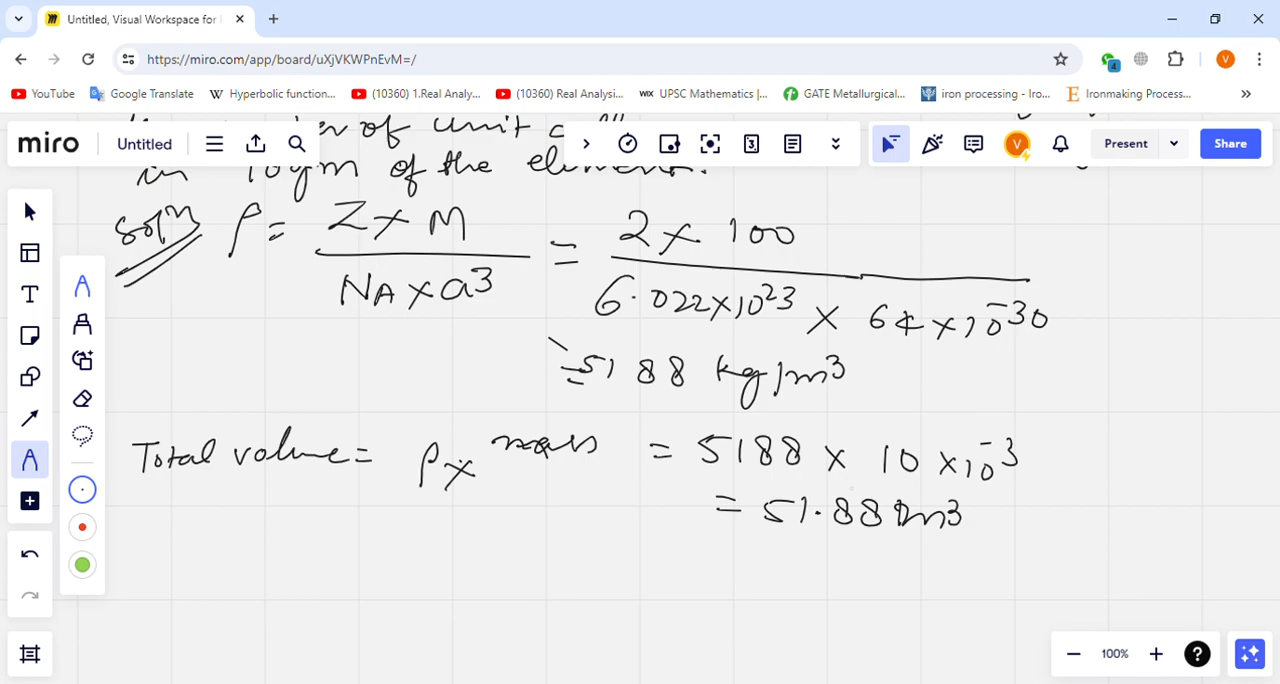 Untitled, Visual Workspace for
https://miro.com/app/board/uXjVKWPnEvM=/
YouTube Google Translate Hyperbolic function... (10360) 1.Real Analy... (10360) Real Analysi... WIX UPSC Mathematics |... GATE Metallurgical... iron processing - Iro... Ironmaking Process...
of unit
miro Untitled Present Share
in 10gm of the element.
soln ρ = Z × M / NA × a³ = 2 × 100 / 6.022×10²³ × 64×10⁻³⁰
= 5188 kg/m³
Total volume = ρ × mass = 5188 × 10 × 10⁻³
= 51.88 m³
100%